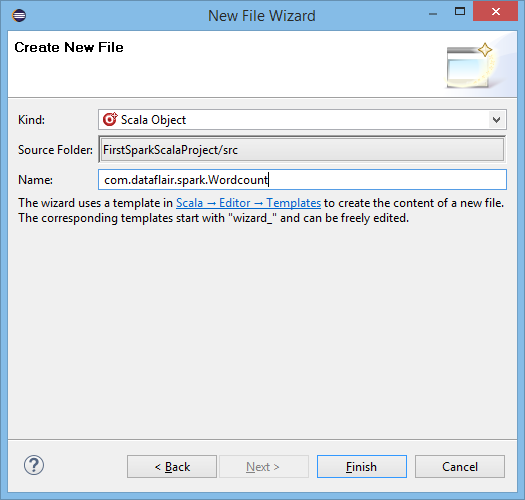 New File Wizard
Create New File
Kind: Scala Object
Source Folder: FirstSparkScalaProject/src
Name: com.dataflair.spark.Wordcount
The wizard uses a template in Scala → Editor → Templates to create the content of a new file.
The corresponding templates start with "wizard_" and can be freely edited.
? < Back Next > Finish Cancel